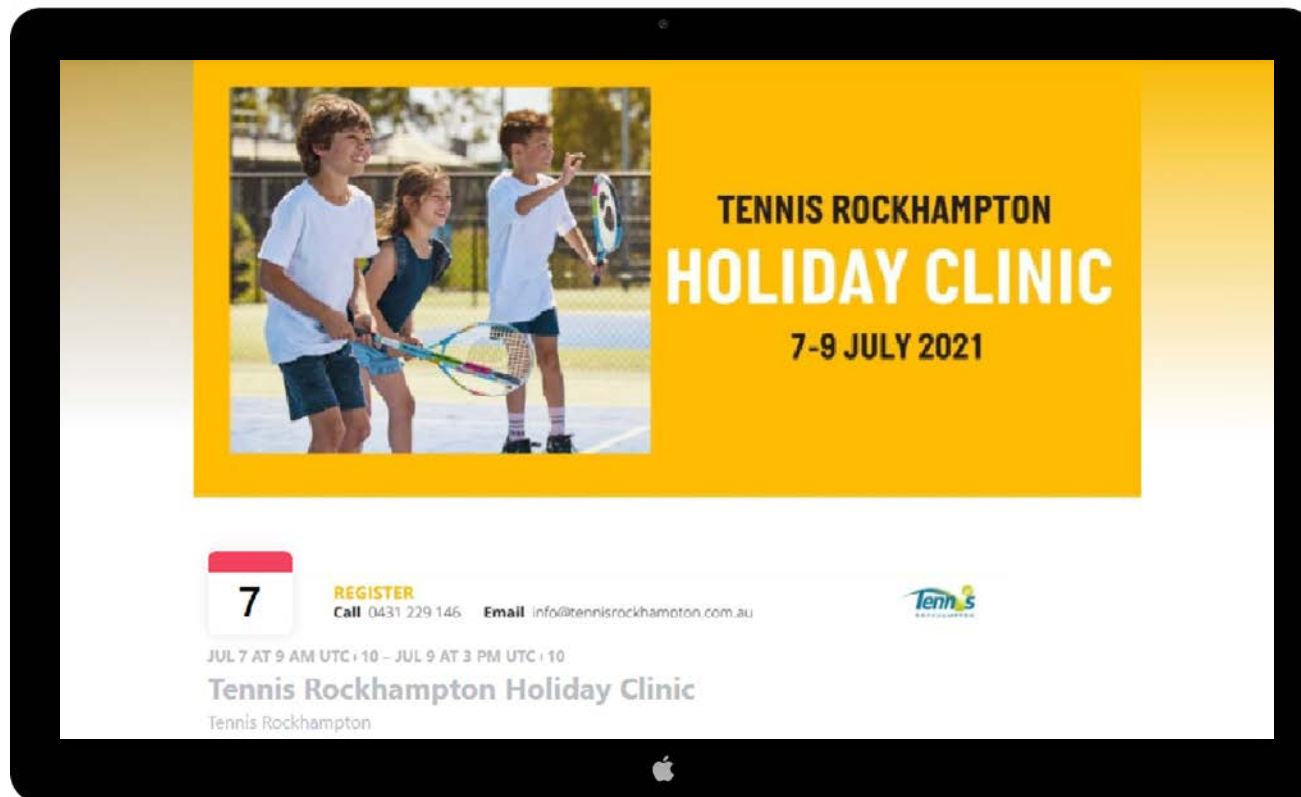 TENNIS ROCKHAMPTON
HOLIDAY CLINIC
7-9 JULY 2021
7
REGISTER
Call 0431 229 146 Email info@tennisrockhampton.com.au
Tennis
ROCKHAMPTON
JUL 7 AT 9 AM UTC+10 – JUL 9 AT 3 PM UTC+10
Tennis Rockhampton Holiday Clinic
Tennis Rockhampton